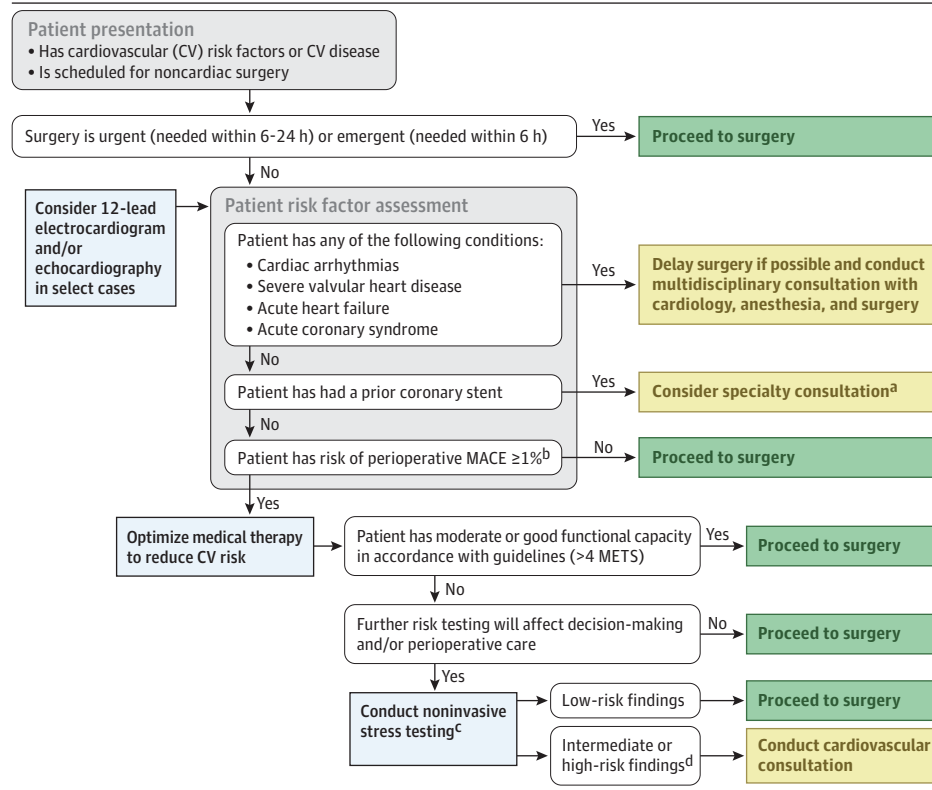 Patient presentation
• Has cardiovascular (CV) risk factors or CV disease
• Is scheduled for noncardiac surgery
Surgery is urgent (needed within 6-24 h) or emergent (needed within 6 h)
Yes
Proceed to surgery
No
Consider 12-lead
electrocardiogram
and/or
echocardiography
in select cases
Patient risk factor assessment
Patient has any of the following conditions:
• Cardiac arrhythmias
• Severe valvular heart disease
• Acute heart failure
• Acute coronary syndrome
Yes
Delay surgery if possible and conduct
multidisciplinary consultation with
cardiology, anesthesia, and surgery
No
Patient has had a prior coronary stent
Yes
Consider specialty consultationa
No
Patient has risk of perioperative MACE ≥1%b
No
Proceed to surgery
Yes
Optimize medical therapy
to reduce CV risk
Patient has moderate or good functional capacity
in accordance with guidelines (>4 METS)
Yes
Proceed to surgery
No
Further risk testing will affect decision-making
and/or perioperative care
No
Proceed to surgery
Yes
Conduct noninvasive
stress testingc
Low-risk findings
Proceed to surgery
Intermediate or
high-risk findingsd
Conduct cardiovascular
consultation